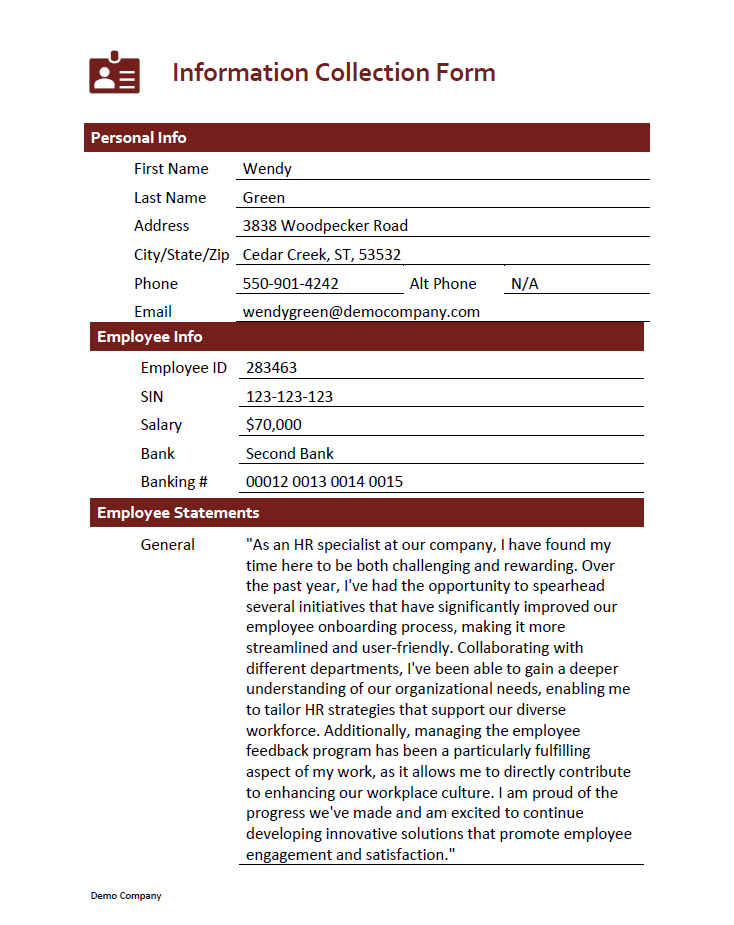 Information Collection Form
Personal Info
First Name Wendy
Last Name Green
Address 3838 Woodpecker Road
City/State/Zip Cedar Creek, ST, 53532
Phone 550-901-4242 Alt Phone N/A
Email wendygreen@democompany.com
Employee Info
Employee ID 283463
SIN 123-123-123
Salary $70,000
Bank Second Bank
Banking # 00012 0013 0014 0015
Employee Statements
General "As an HR specialist at our company, I have found my
time here to be both challenging and rewarding. Over
the past year, I've had the opportunity to spearhead
several initiatives that have significantly improved our
employee onboarding process, making it more
streamlined and user-friendly. Collaborating with
different departments, I've been able to gain a deeper
understanding of our organizational needs, enabling me
to tailor HR strategies that support our diverse
workforce. Additionally, managing the employee
feedback program has been a particularly fulfilling
aspect of my work, as it allows me to directly contribute
to enhancing our workplace culture. I am proud of the
progress we've made and am excited to continue
developing innovative solutions that promote employee
engagement and satisfaction."
Demo Company